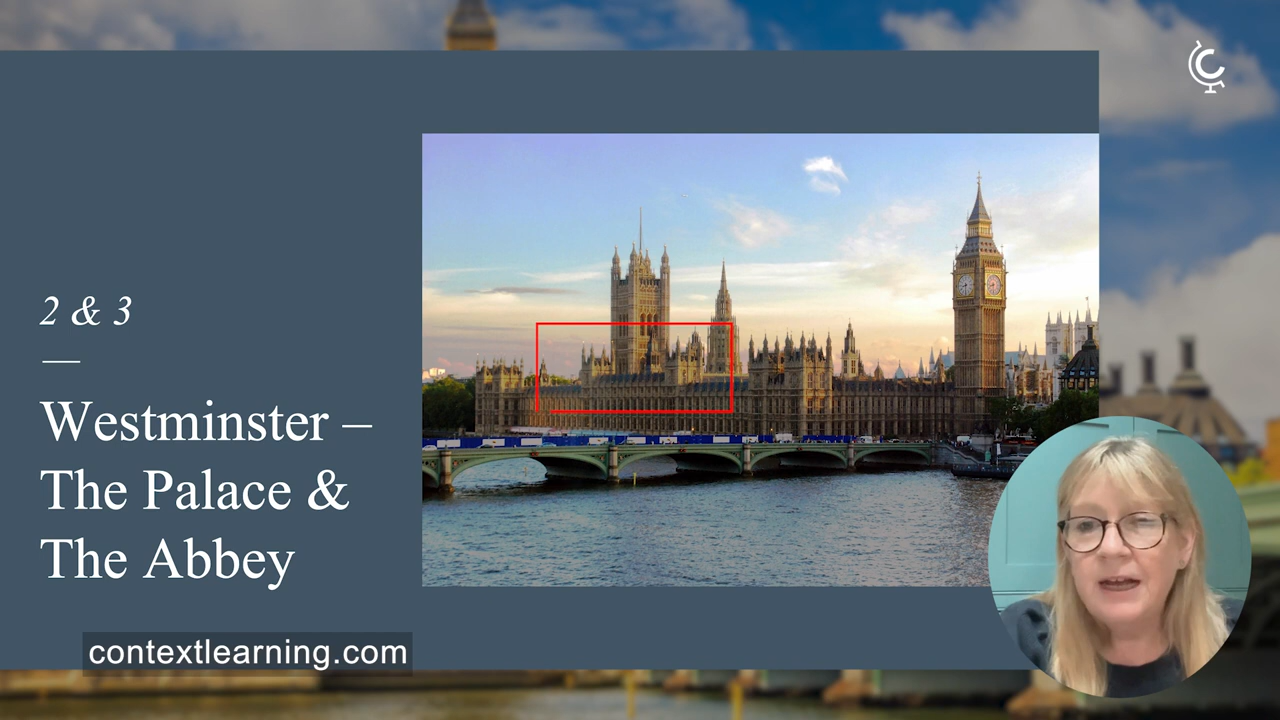 2 & 3
Westminster –
The Palace &
The Abbey
contextlearning.com